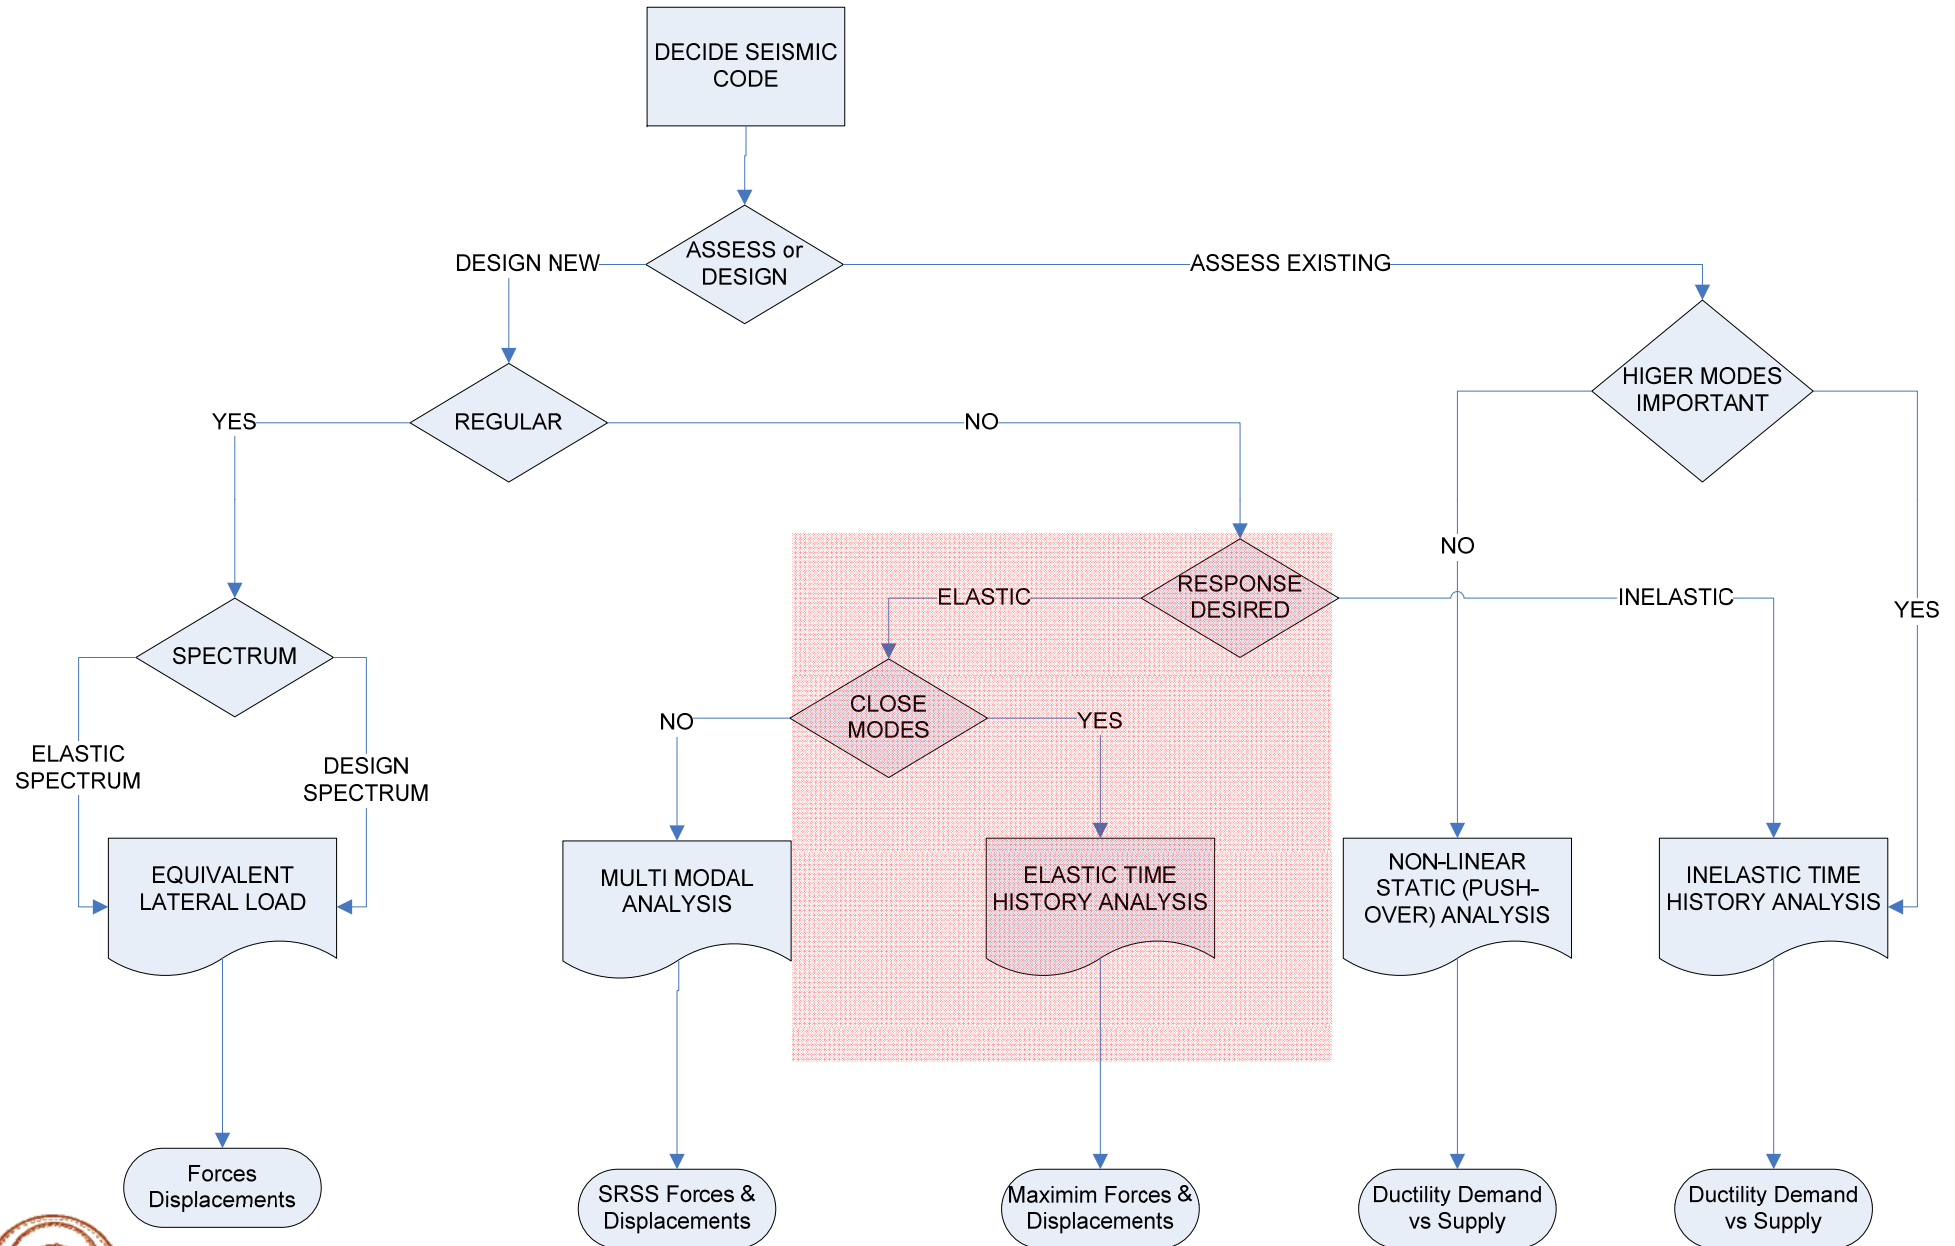 DECIDE SEISMIC
CODE
ASSESS or
DESIGN
DESIGN NEW
ASSESS EXISTING
HIGER MODES
IMPORTANT
YES
REGULAR
NO
NO
RESPONSE
DESIRED
ELASTIC
INELASTIC
YES
SPECTRUM
CLOSE
MODES
NO
YES
ELASTIC
SPECTRUM
DESIGN
SPECTRUM
EQUIVALENT
LATERAL LOAD
MULTI MODAL
ANALYSIS
ELASTIC TIME
HISTORY ANALYSIS
NON-LINEAR
STATIC (PUSH-
OVER) ANALYSIS
INELASTIC TIME
HISTORY ANALYSIS
Forces
Displacements
SRSS Forces &
Displacements
Maximim Forces &
Displacements
Ductility Demand
vs Supply
Ductility Demand
vs Supply